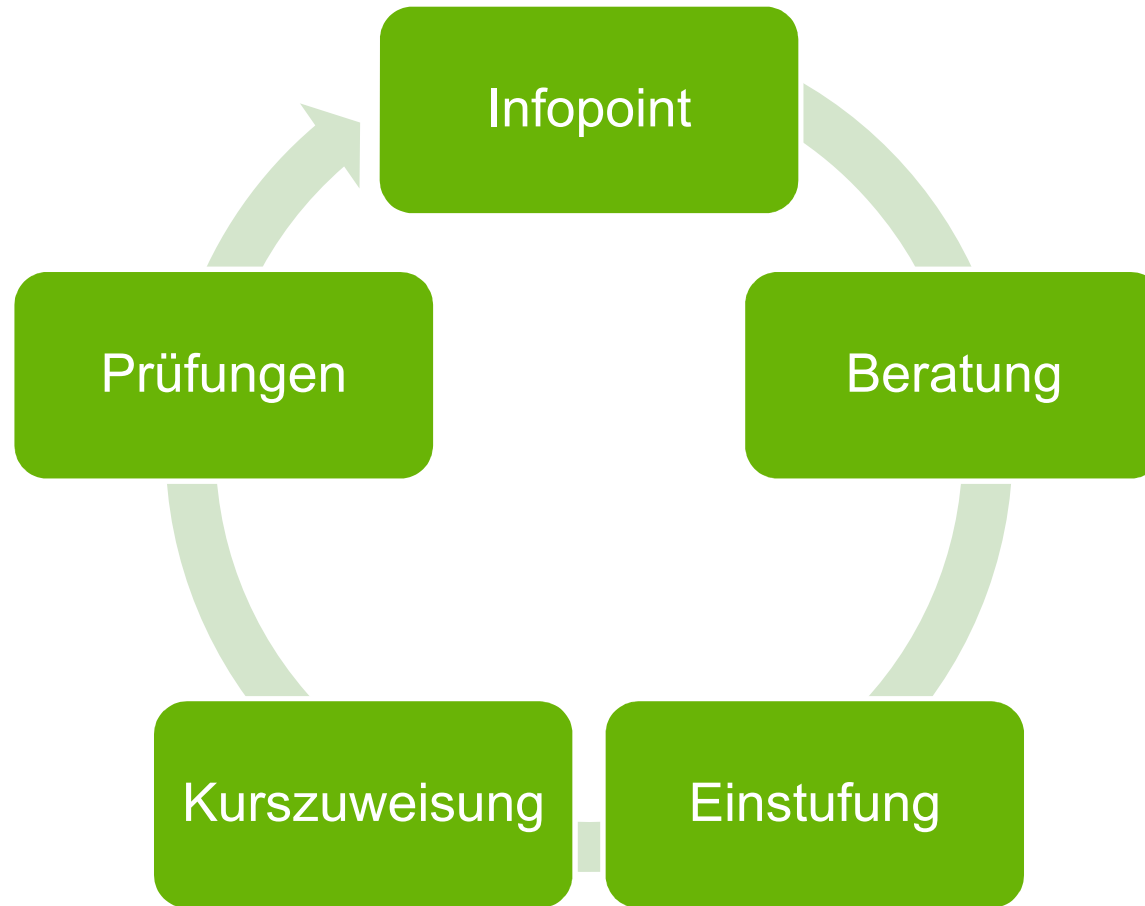 Infopoint
Beratung
Einstufung
Kurszuweisung
Prüfungen